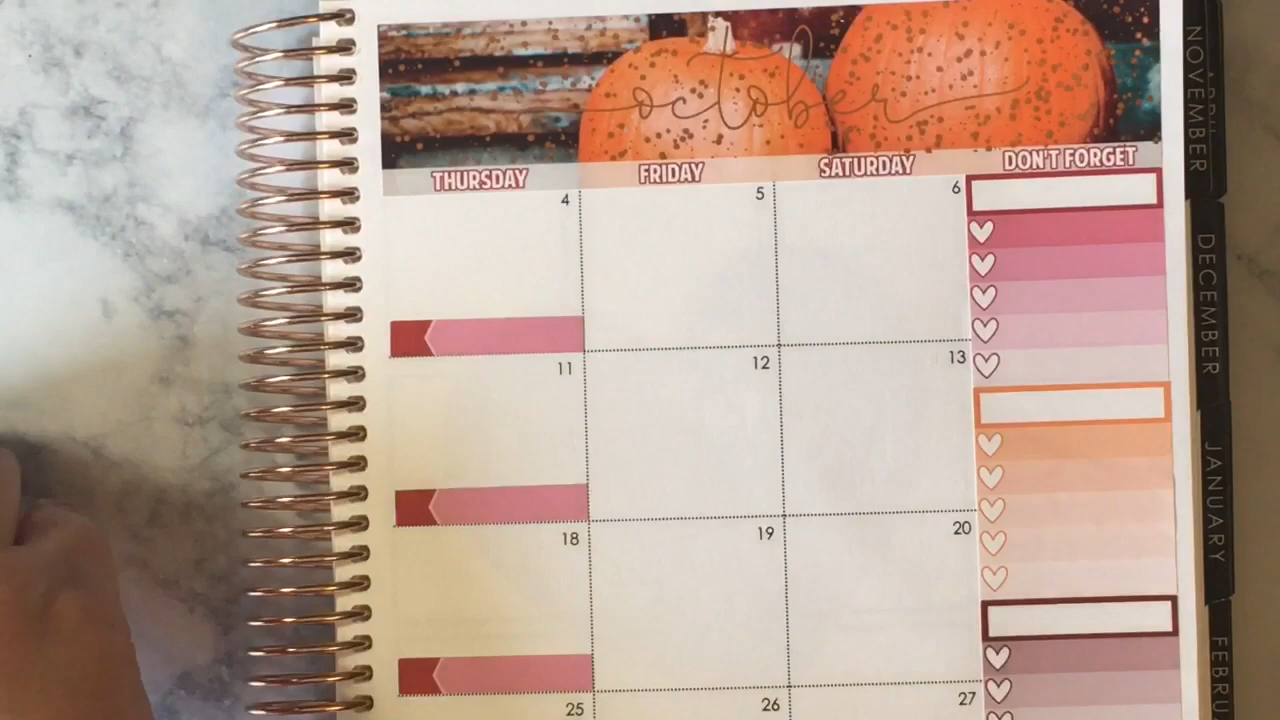 october
THURSDAY FRIDAY SATURDAY DON'T FORGET
4 5 6
11 12 13
18 19 20
25 26 27
NOVEMBER
DECEMBER
JANUARY
FEBRU